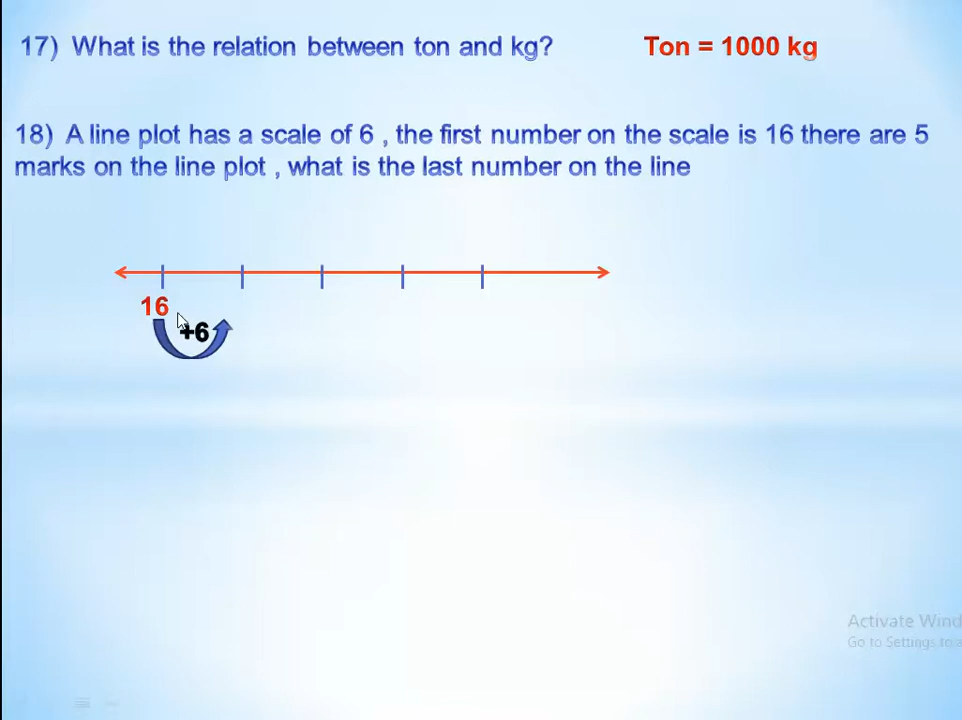 17) What is the relation between ton and kg? Ton = 1000 kg
18) A line plot has a scale of 6 , the first number on the scale is 16 there are 5
marks on the line plot , what is the last number on the line
16
+6
Activate Wind
Go to Settings to a